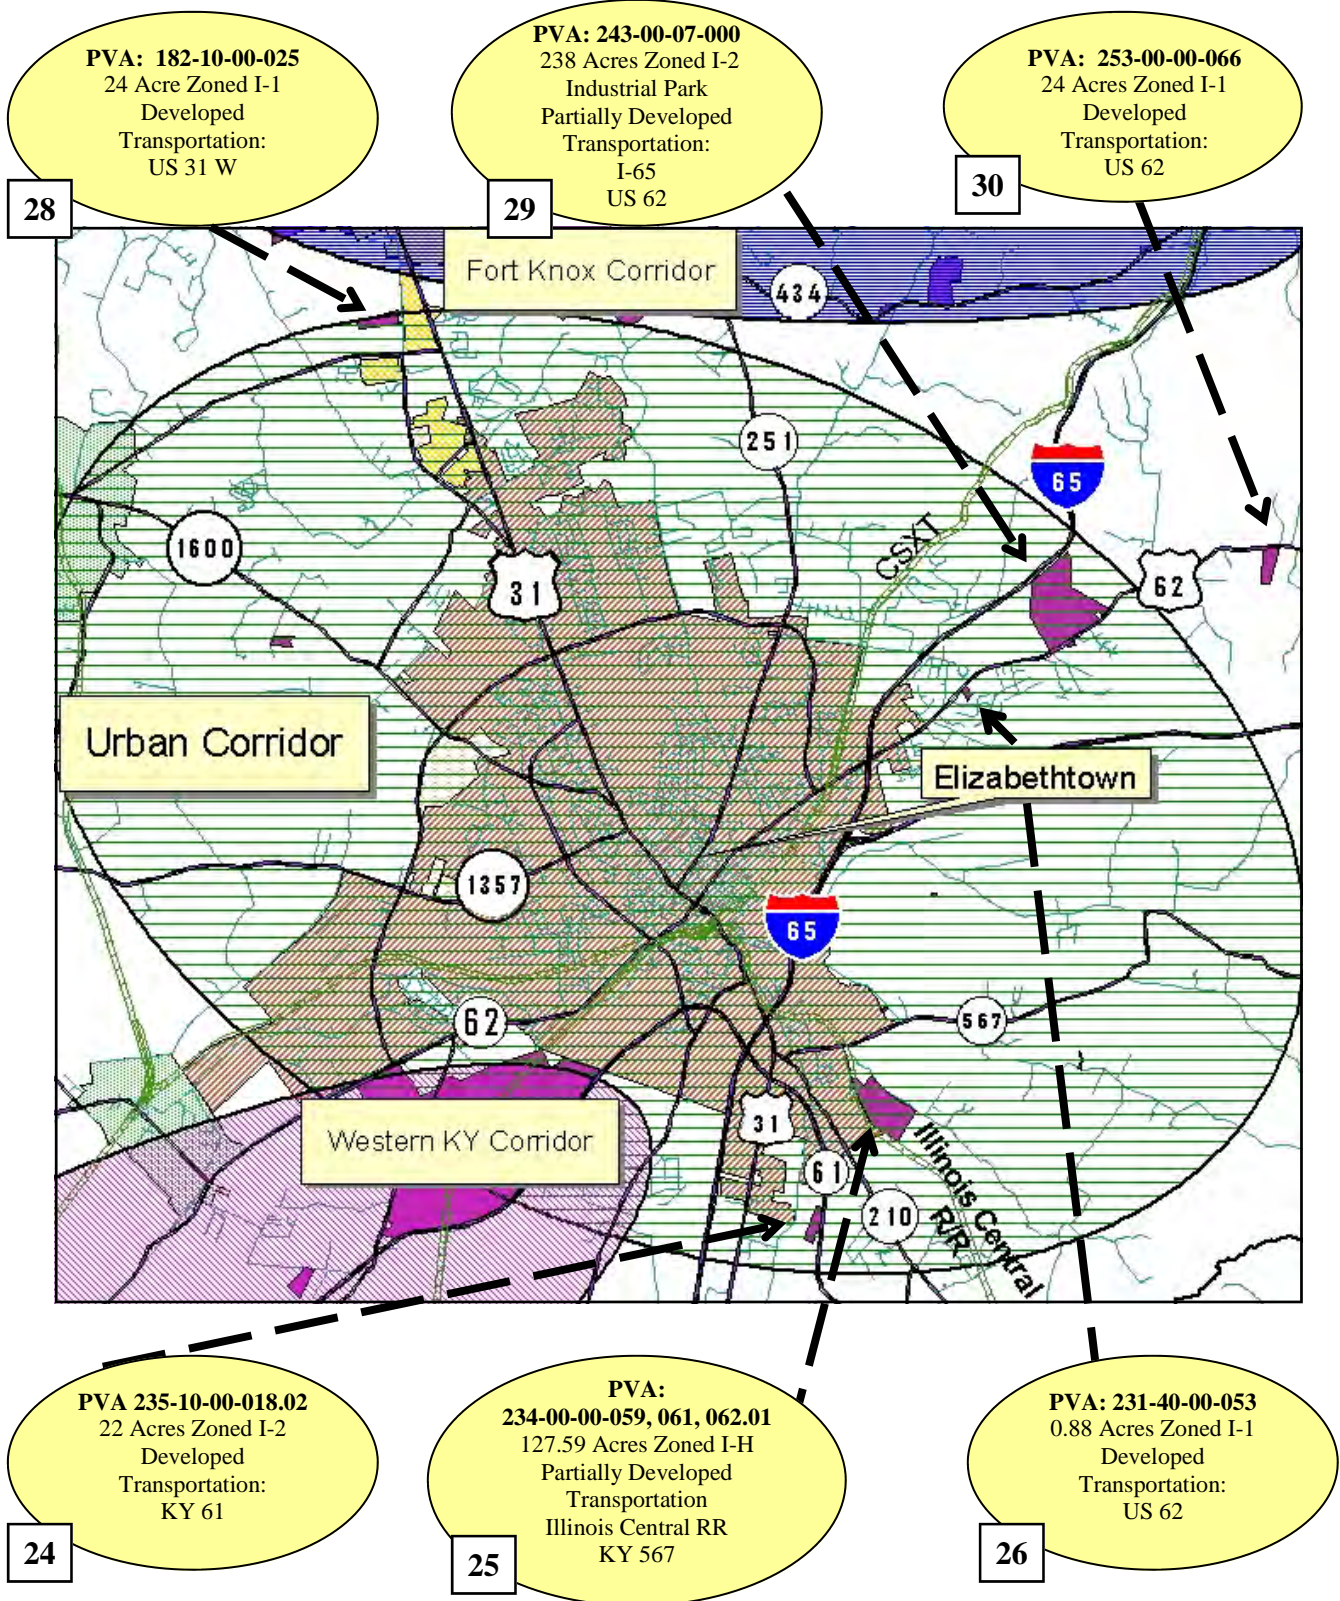 PVA: 182-10-00-025
24 Acre Zoned I-1
Developed
Transportation:
US 31 W
28
PVA: 243-00-07-000
238 Acres Zoned I-2
Industrial Park
Partially Developed
Transportation:
I-65
US 62
29
PVA: 253-00-00-066
24 Acres Zoned I-1
Developed
Transportation:
US 62
30
Fort Knox Corridor
434
251
65
CSXT
1600
31
62
Urban Corridor
Elizabethtown
1357
65
62
567
31
Western KY Corridor
61
210
Illinois Central
R/R
PVA 235-10-00-018.02
22 Acres Zoned I-2
Developed
Transportation:
KY 61
24
PVA:
234-00-00-059, 061, 062.01
127.59 Acres Zoned I-H
Partially Developed
Transportation
Illinois Central RR
KY 567
25
PVA: 231-40-00-053
0.88 Acres Zoned I-1
Developed
Transportation:
US 62
26